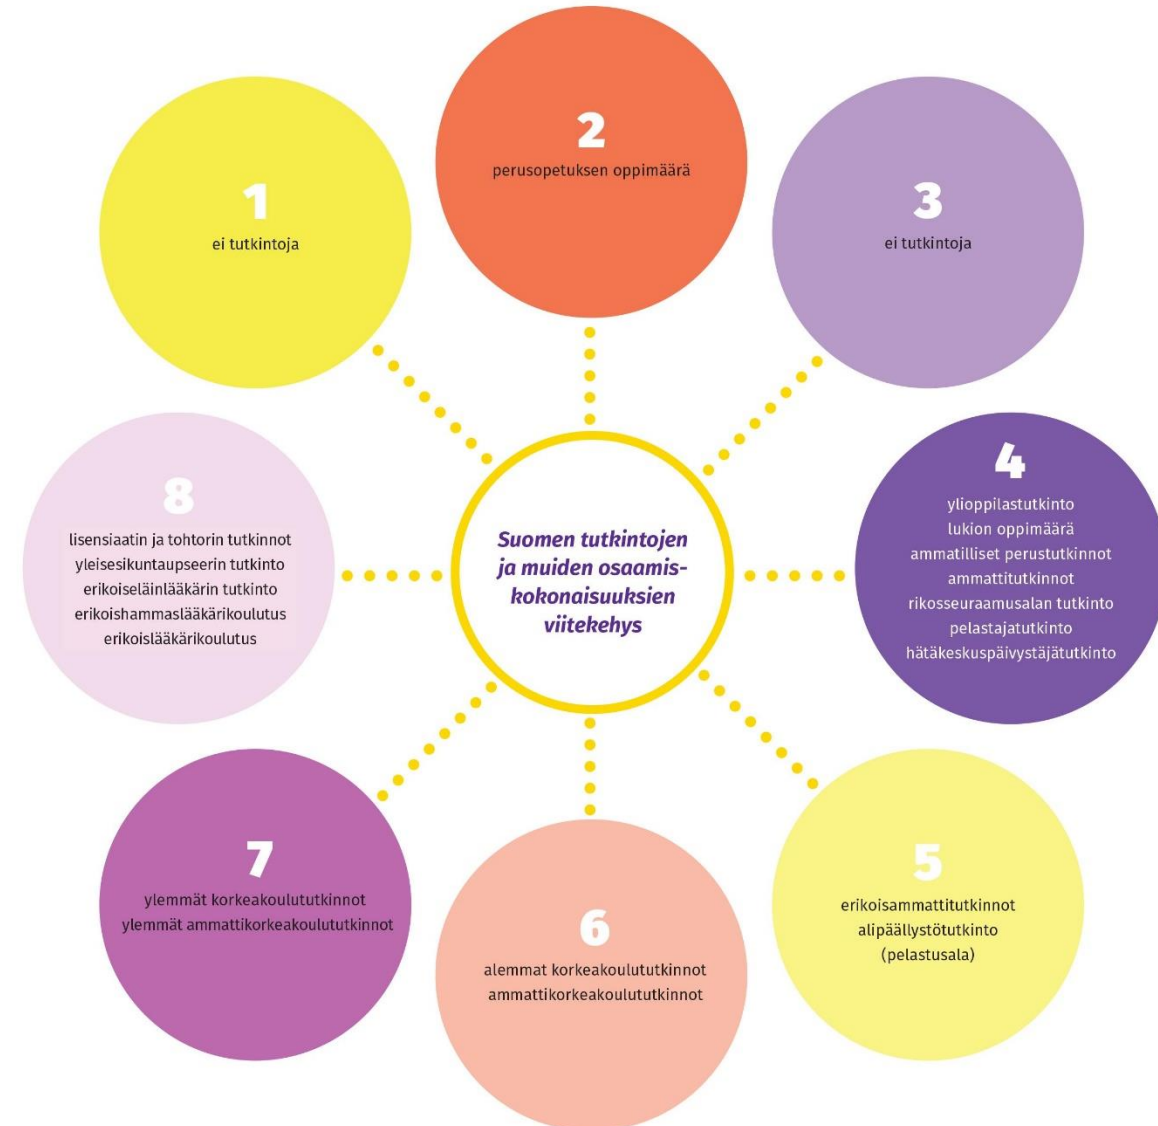 1
ei tutkintoja
2
perusopetuksen oppimäärä
3
ei tutkintoja
4
ylioppilastutkinto
lukion oppimäärä
ammatilliset perustutkinnot
ammattitutkinnot
rikosseuraamusalan tutkinto
pelastajatutkinto
hätäkeskuspäivystäjätutkinto
5
erikoisammattitutkinnot
alipäällystötutkinto
(pelastusala)
6
alemmat korkeakoulututkinnot
ammattikorkeakoulututkinnot
7
ylemmät korkeakoulututkinnot
ylemmät ammattikorkeakoulututkinnot
8
lisensiaatin ja tohtorin tutkinnot
yleisesikuntaupseerin tutkinto
erikoiseläinlääkärin tutkinto
erikoishammaslääkärikoulutus
erikoislääkärikoulutus
Suomen tutkintojen
ja muiden osaamis-
kokonaisuuksien
viitekehys